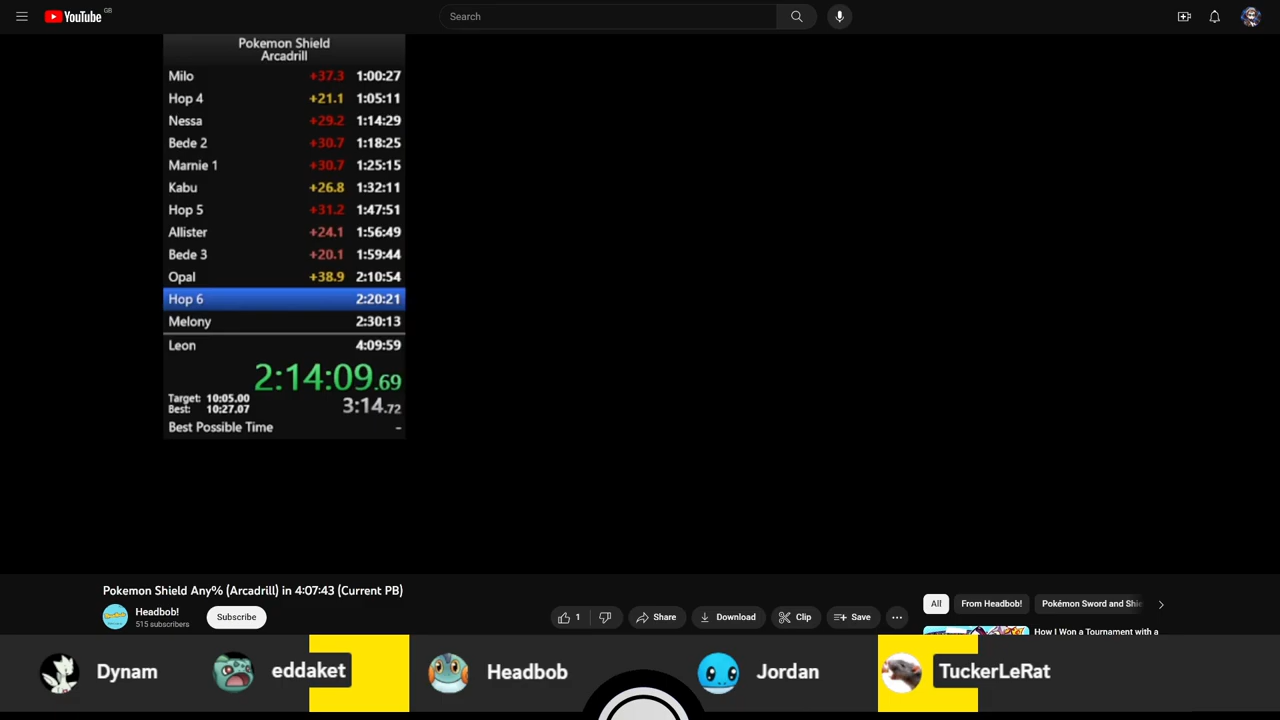 YouTube GB
Search
Pokemon Shield
Arcadrill
Milo +37.3 1:00:27
Hop 4 +21.1 1:05:11
Nessa +29.2 1:14:29
Bede 2 +30.7 1:18:25
Marnie 1 +30.7 1:25:15
Kabu +26.8 1:32:11
Hop 5 +31.2 1:47:51
Allister +24.1 1:56:49
Bede 3 +20.1 1:59:44
Opal +38.9 2:10:54
Hop 6 2:20:21
Melony 2:30:13
Leon 4:09:59
2:14:09.69
Target: 10:05.00
Best: 10:27.07 3:14.72
Best Possible Time -
Pokemon Shield Any% (Arcadrill) in 4:07:43 (Current PB)
Headbob!
515 subscribers
Subscribe
1
Share
Download
Clip
Save
All
From Headbob!
Pokémon Sword and Shie
How I Won a Tournament with a
Dynam
eddaket
Headbob
Jordan
TuckerLeRat